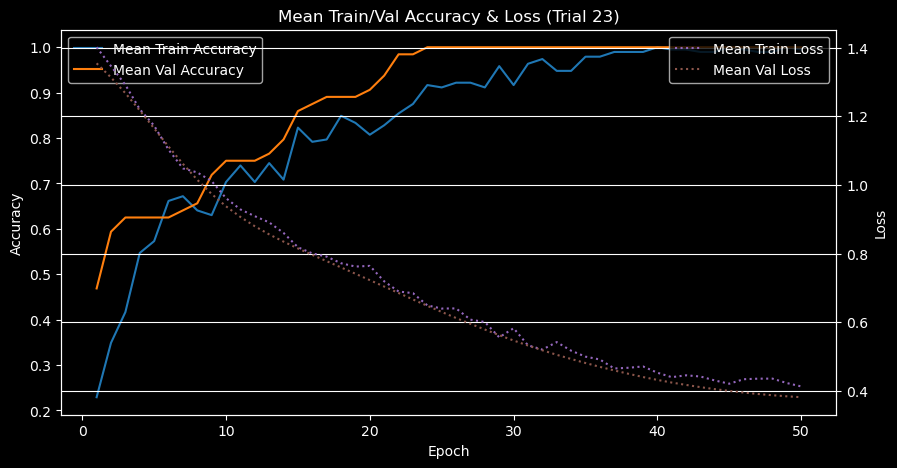 Mean Train/Val Accuracy & Loss (Trial 23)
Mean Train Accuracy
Mean Val Accuracy
Mean Train Loss
Mean Val Loss
Accuracy
1.0
0.9
0.8
0.7
0.6
0.5
0.4
0.3
0.2
1.4
1.2
1.0
0.8
0.6
0.4
Loss
0 10 20 30 40 50
Epoch